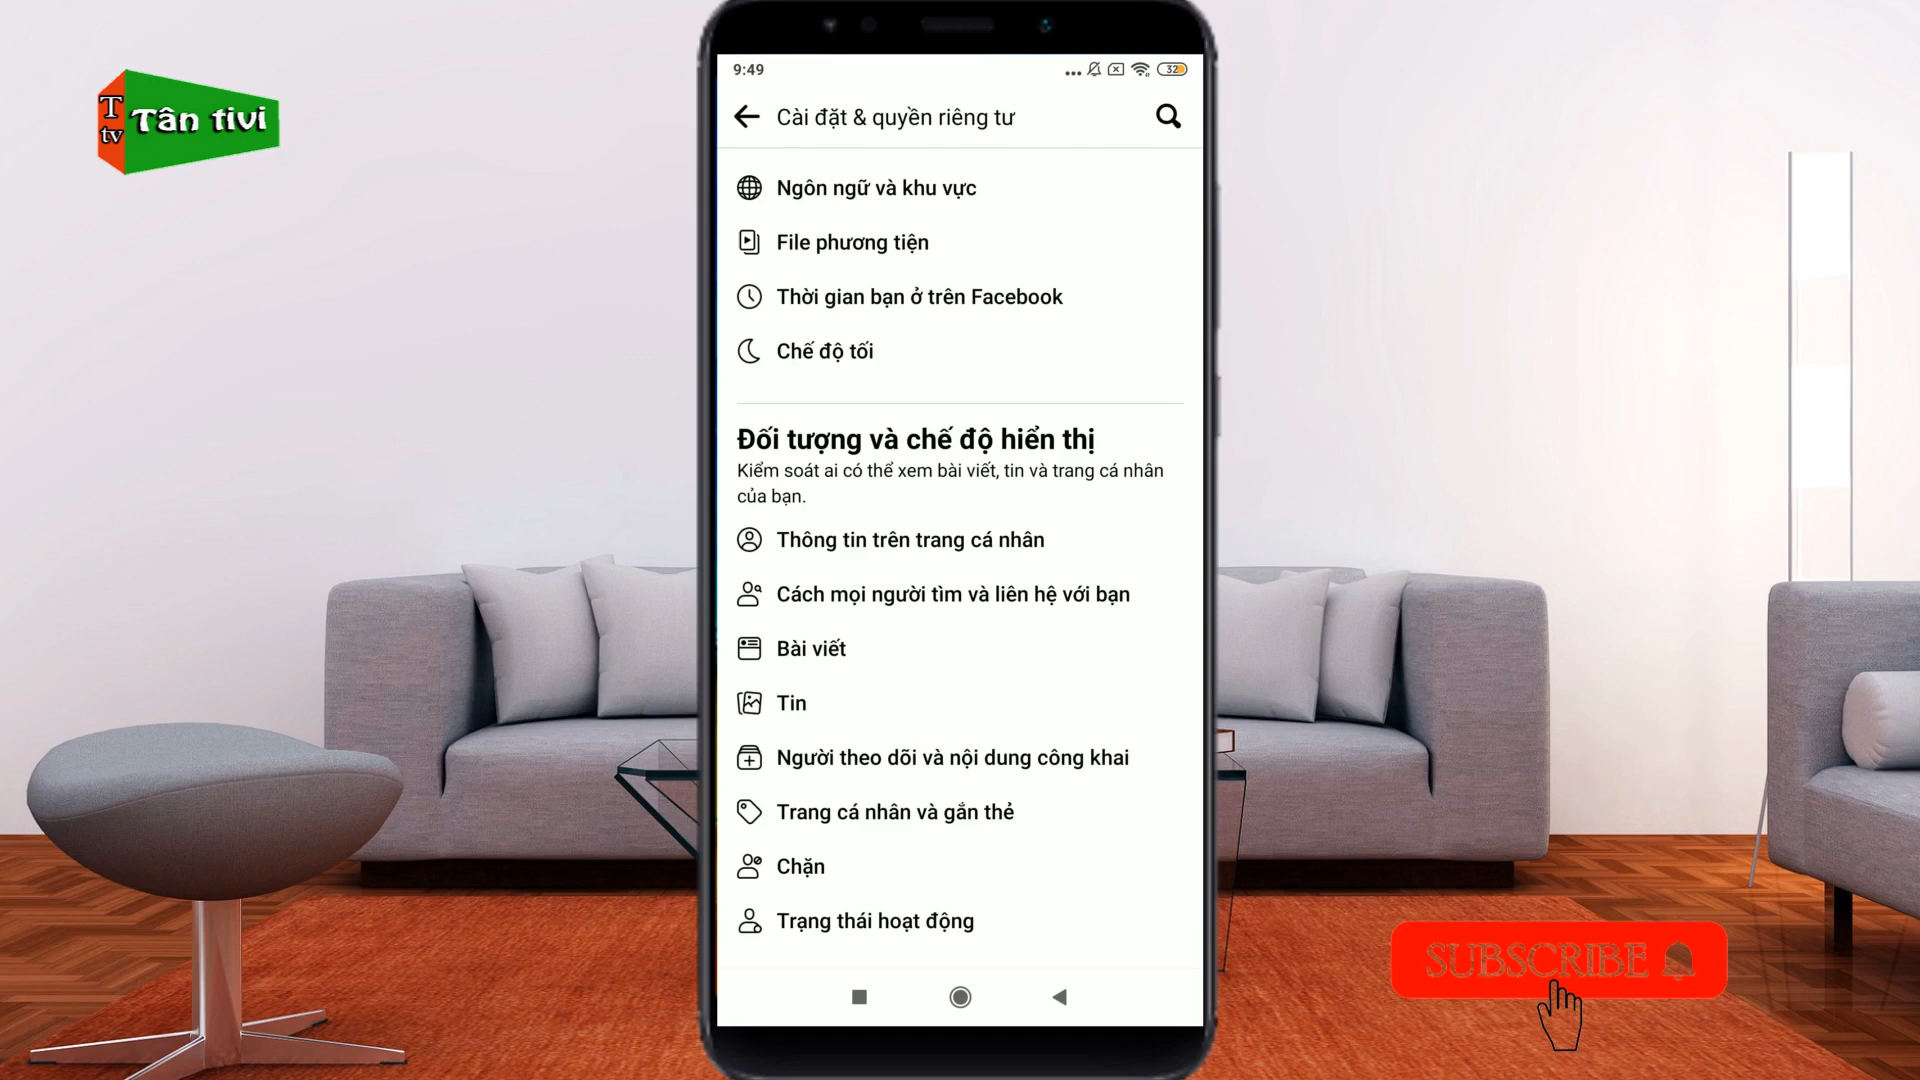 T
tv
Tân tivi
9:49
32
Cài đặt & quyền riêng tư
Ngôn ngữ và khu vực
File phương tiện
Thời gian bạn ở trên Facebook
Chế độ tối
Đối tượng và chế độ hiển thị
Kiểm soát ai có thể xem bài viết, tin và trang cá nhân
của bạn.
Thông tin trên trang cá nhân
Cách mọi người tìm và liên hệ với bạn
Bài viết
Tin
Người theo dõi và nội dung công khai
Trang cá nhân và gắn thẻ
Chặn
Trạng thái hoạt động
SUBSCRIBE